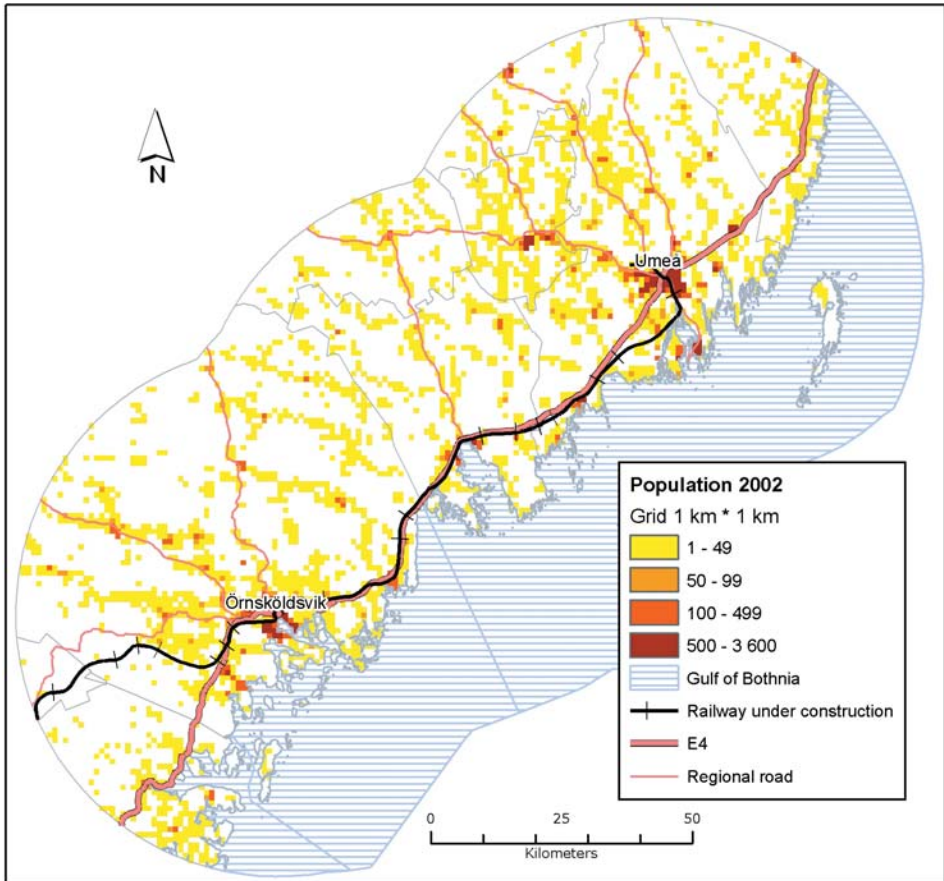 N
Umeå
Örnsköldsvik
Population 2002
Grid 1 km * 1 km
1 - 49
50 - 99
100 - 499
500 - 3 600
Gulf of Bothnia
Railway under construction
E4
Regional road
0 25 50
Kilometers